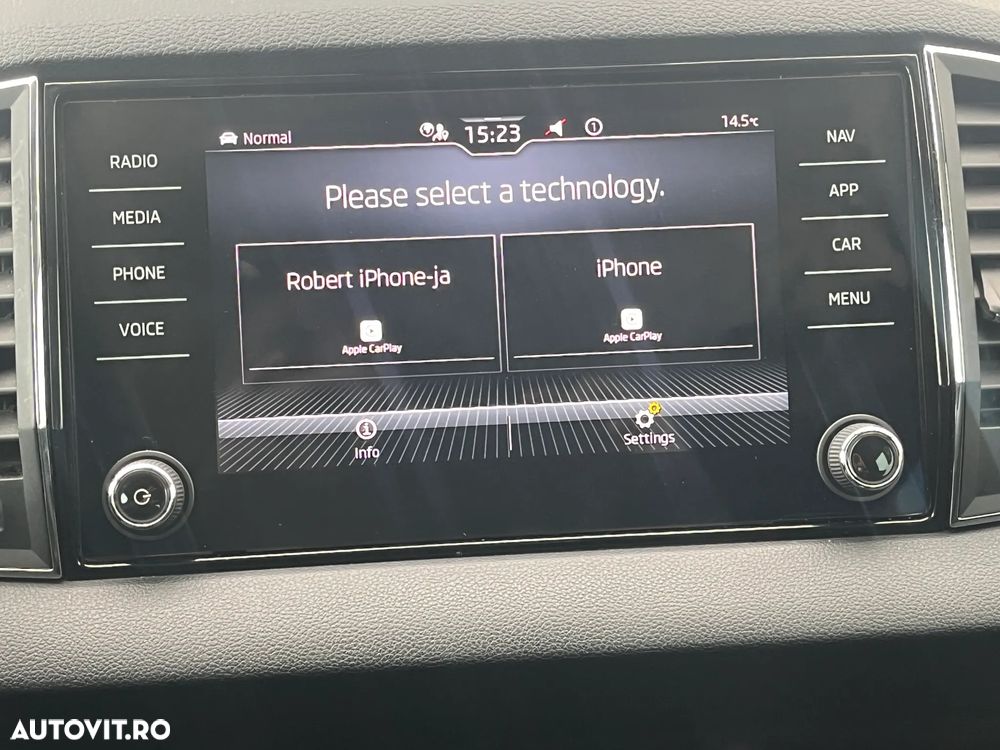 Normal
15:23
1
14.5°C
RADIO
MEDIA
PHONE
VOICE
NAV
APP
CAR
MENU
Please select a technology.
Robert iPhone-ja
Apple CarPlay
iPhone
Apple CarPlay
Info
Settings
AUTOVIT.RO